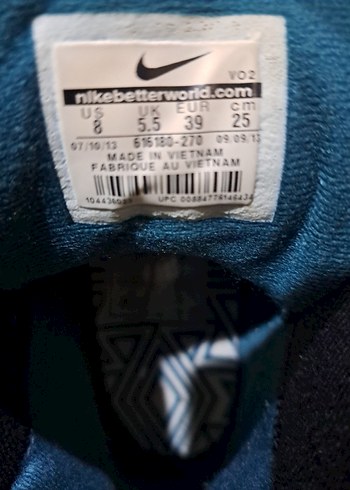 VO2
nikebetterworld.com
US UK EUR cm
8 5.5 39 25
07/10/13 616180-270 09/09/13
MADE IN VIETNAM
FABRIQUE AU VIETNAM
UPC